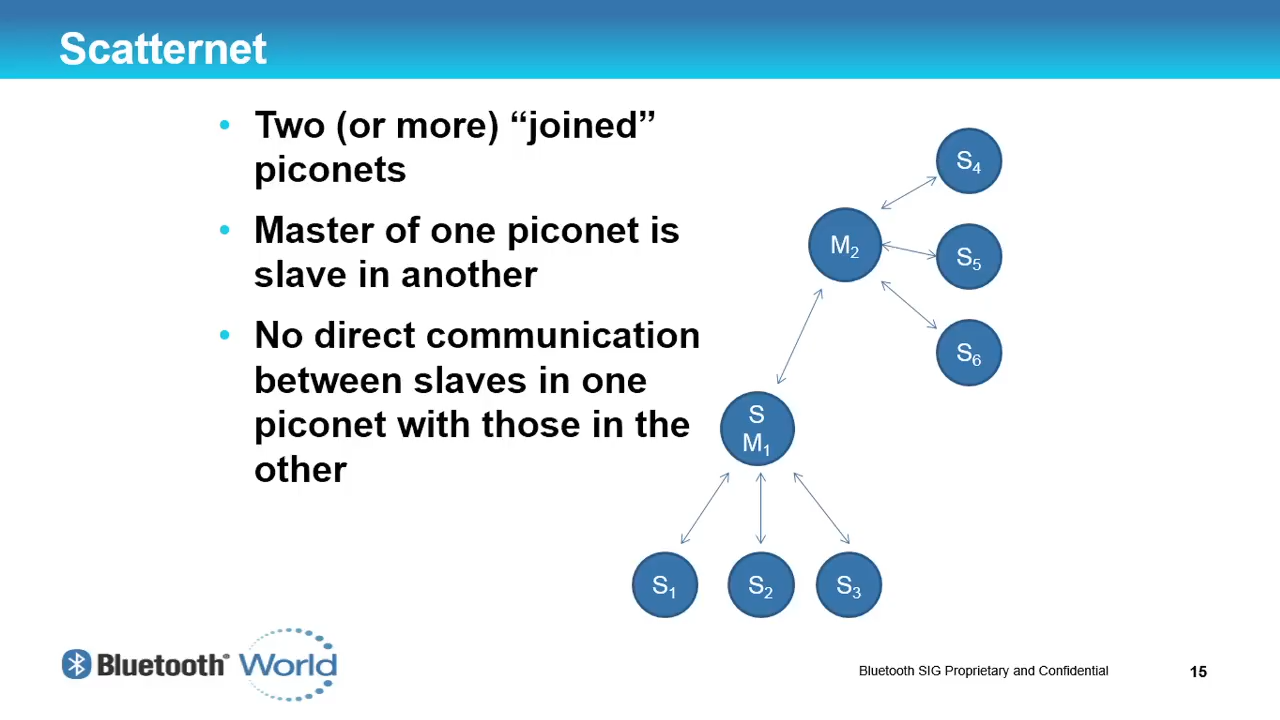 Scatternet
• Two (or more) “joined”
piconets
• Master of one piconet is
slave in another
• No direct communication
between slaves in one
piconet with those in the
other
S4
M2
S5
S6
S
M1
S1 S2 S3
Bluetooth World
Bluetooth SIG Proprietary and Confidential 15